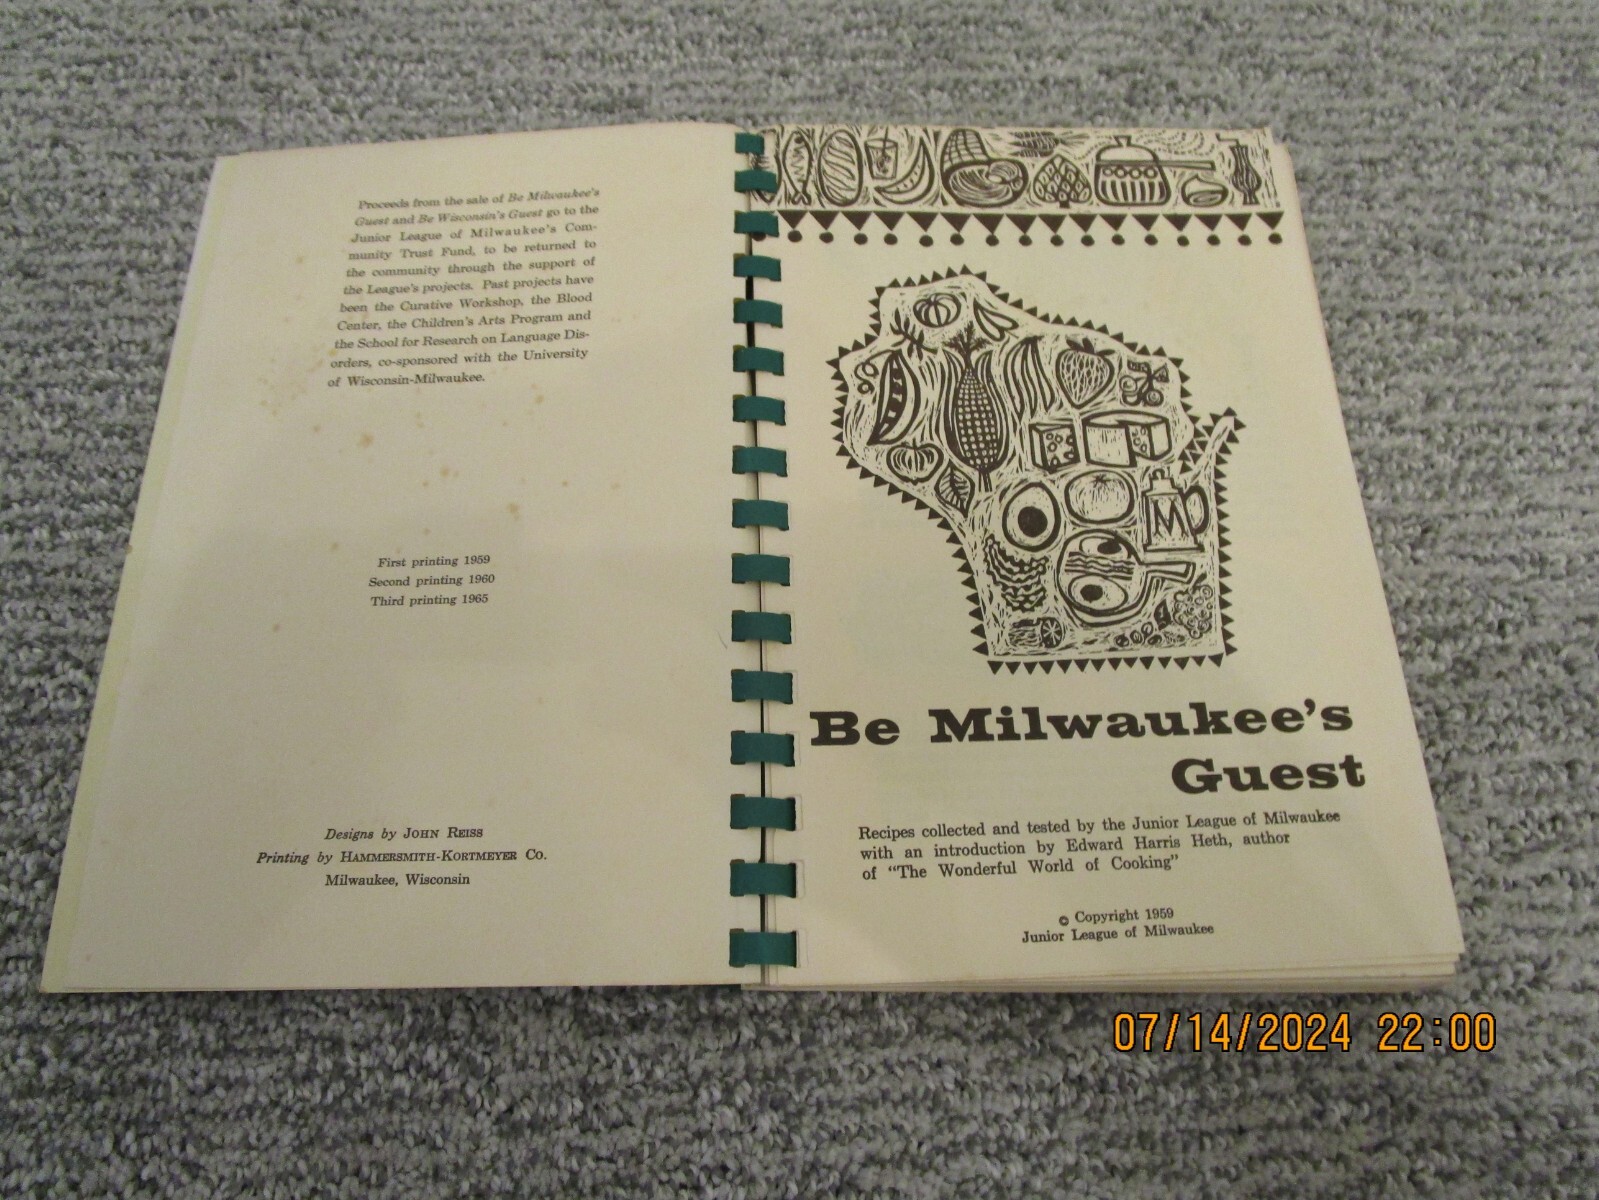 Proceeds from the sale of Be Milwaukee's
Guest and Be Wisconsin's Guest go to the
Junior League of Milwaukee's Com-
munity Trust Fund, to be returned to
the community through the support of
the League's projects. Past projects have
been the Curative Workshop, the Blood
Center, the Children's Arts Program and
the School for Research on Language Dis-
orders, co-sponsored with the University
of Wisconsin-Milwaukee.
First printing 1959
Second printing 1960
Third printing 1965
Designs by JOHN REISS
Printing by HAMMERSMITH-KORTMEYER CO.
Milwaukee, Wisconsin
M
Be Milwaukee's
Guest
Recipes collected and tested by the Junior League of Milwaukee
with an introduction by Edward Harris Heth, author
of "The Wonderful World of Cooking"
© Copyright 1959
Junior League of Milwaukee
07/14/2024 22:00